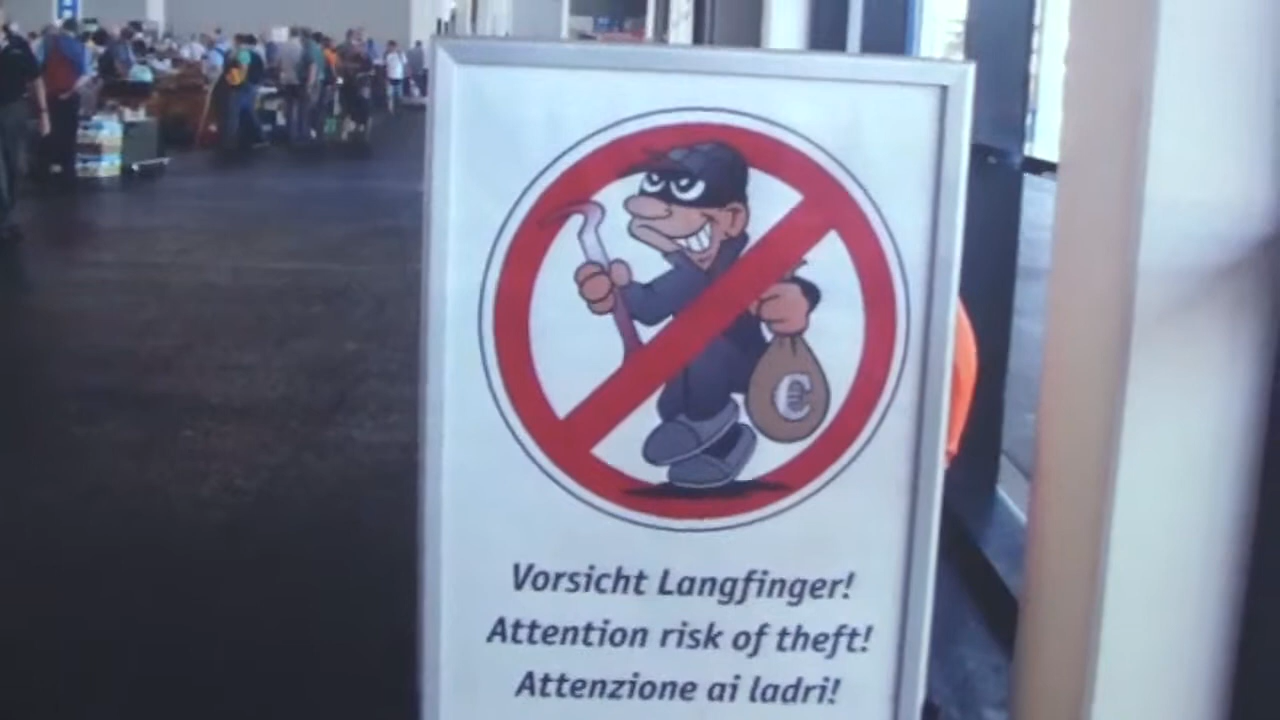 €
Vorsicht Langfinger!
Attention risk of theft!
Attenzione ai ladri!